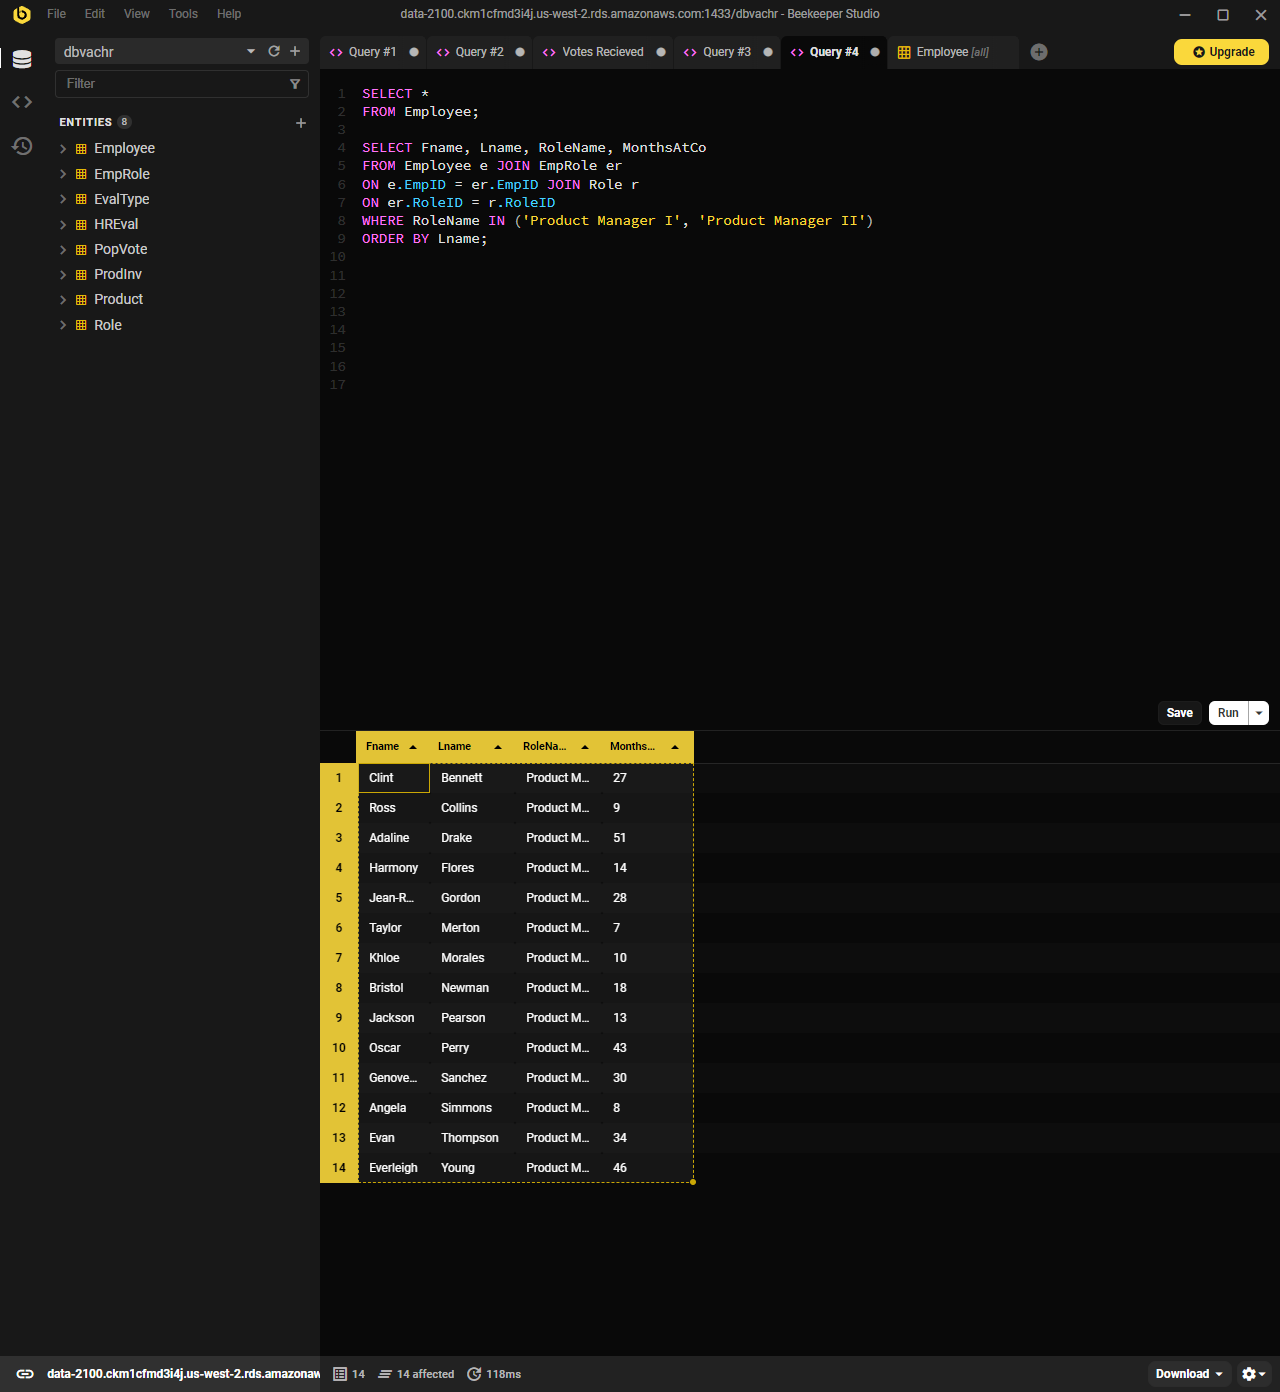 File Edit View Tools Help
data-2100.ckm1cfmd3i4j.us-west-2.rds.amazonaws.com:1433/dbvachr - Beekeeper Studio
dbvachr
Filter
ENTITIES 8
Employee
EmpRole
EvalType
HREval
PopVote
ProdInv
Product
Role
Query #1
Query #2
Votes Recieved
Query #3
Query #4
Employee [all]
Upgrade
1 SELECT *
2 FROM Employee;
3
4 SELECT Fname, Lname, RoleName, MonthsAtCo
5 FROM Employee e JOIN EmpRole er
6 ON e.EmpID = er.EmpID JOIN Role r
7 ON er.RoleID = r.RoleID
8 WHERE RoleName IN ('Product Manager I', 'Product Manager II')
9 ORDER BY Lname;
10
11
12
13
14
15
16
17
Save Run
Fname Lname RoleNa... Months...
1 Clint Bennett Product M... 27
2 Ross Collins Product M... 9
3 Adaline Drake Product M... 51
4 Harmony Flores Product M... 14
5 Jean-R... Gordon Product M... 28
6 Taylor Merton Product M... 7
7 Khloe Morales Product M... 10
8 Bristol Newman Product M... 18
9 Jackson Pearson Product M... 13
10 Oscar Perry Product M... 43
11 Genove... Sanchez Product M... 30
12 Angela Simmons Product M... 8
13 Evan Thompson Product M... 34
14 Everleigh Young Product M... 46
data-2100.ckm1cfmd3i4j.us-west-2.rds.amazonaw
14 14 affected 118ms
Download